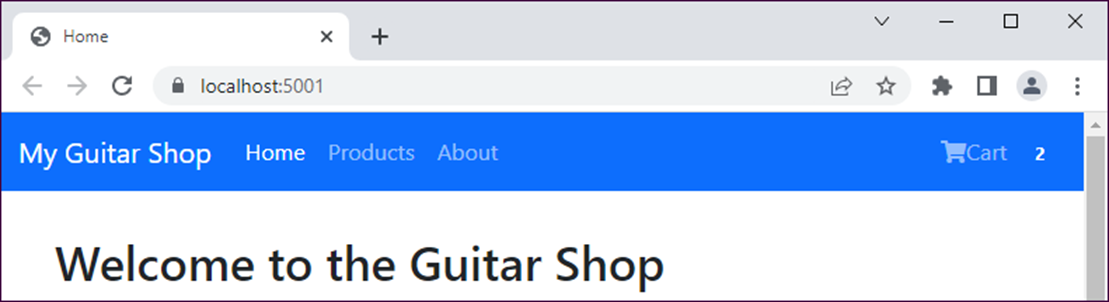 Home
localhost:5001
My Guitar Shop Home Products About Cart 2
Welcome to the Guitar Shop